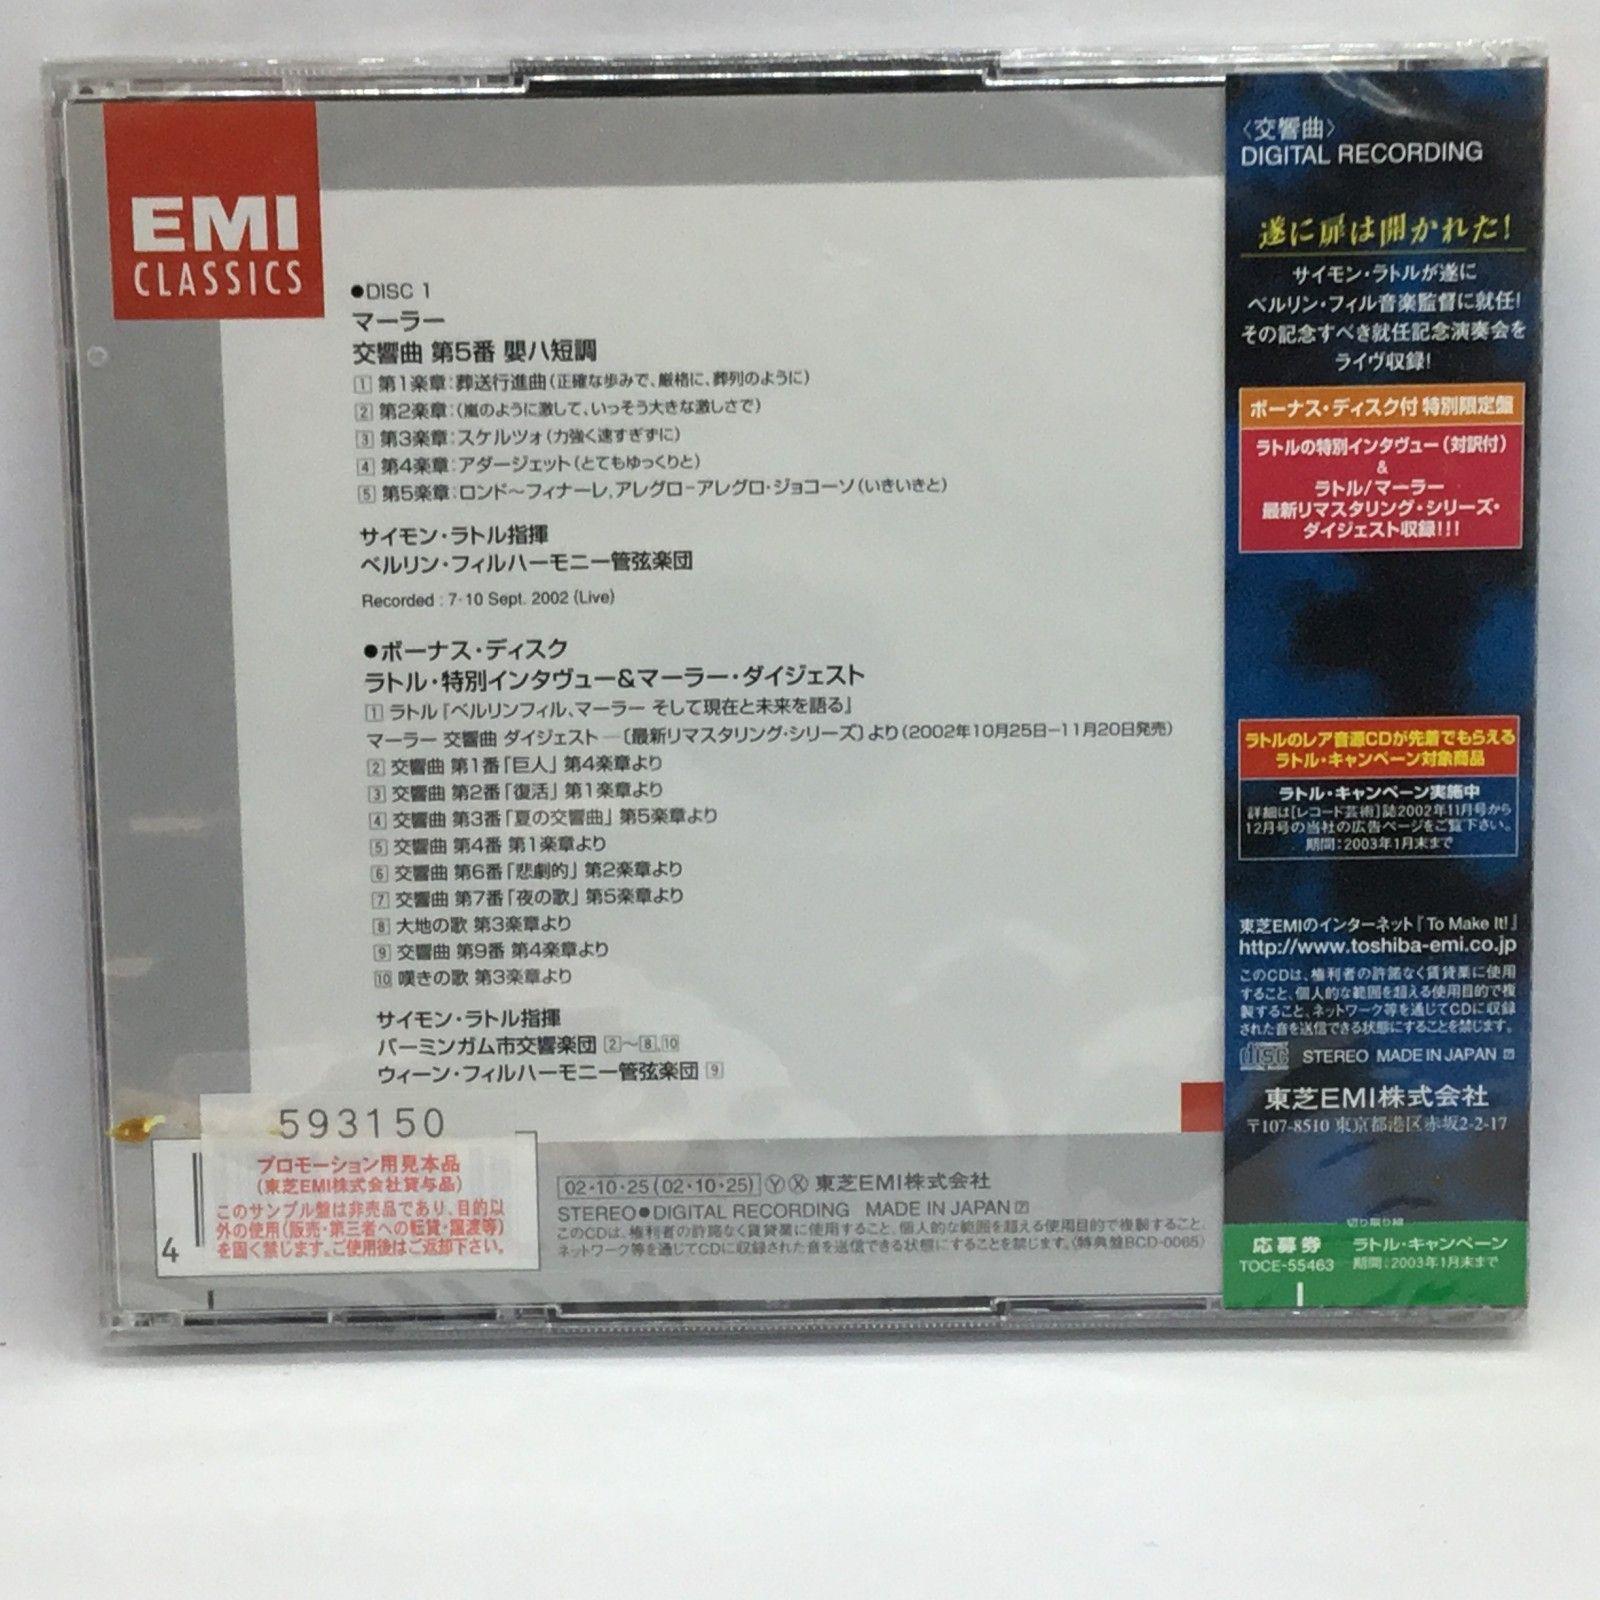 EMI
CLASSICS
●DISC 1
マーラー
交響曲 第5番 嬰ハ短調
1 第1楽章:葬送行進曲(正確な歩みで、厳格に、葬列のように)
2 第2楽章:(嵐のように激して、いっそう大きな激しさで)
3 第3楽章:スケルツォ(力強く速すぎずに)
4 第4楽章:アダージェット(とてもゆっくりと)
5 第5楽章:ロンド～フィナーレ,アレグロ-アレグロ・ジョコーソ(いきいきと)
サイモン・ラトル指揮
ベルリン・フィルハーモニー管弦楽団
Recorded : 7-10 Sept. 2002 (Live)
●ボーナス・ディスク
ラトル・特別インタヴュー&マーラー・ダイジェスト
1 ラトル「ベルリンフィル、マーラー そして現在と未来を語る」
マーラー 交響曲 ダイジェスト―〔最新リマスタリング・シリーズ〕より(2002年10月25日-11月20日発売)
2 交響曲 第1番「巨人」第4楽章より
3 交響曲 第2番「復活」第1楽章より
4 交響曲 第3番「夏の交響曲」第5楽章より
5 交響曲 第4番 第1楽章より
6 交響曲 第6番「悲劇的」第2楽章より
7 交響曲 第7番「夜の歌」第5楽章より
8 大地の歌 第3楽章より
9 交響曲 第9番 第4楽章より
10 嘆きの歌 第3楽章より
サイモン・ラトル指揮
バーミンガム市交響楽団 2～8,10
ウィーン・フィルハーモニー管弦楽団 9
593150
プロモーション用見本品
(東芝EMI株式会社貸与品)
このサンプル盤は非売品であり、目的以
外の使用(販売・第三者への転貸・譲渡等)
を固く禁じます。ご使用後はご返却下さい。
4
02・10・25(02・10・25) Ⓨ Ⓧ 東芝EMI株式会社
STEREO●DIGITAL RECORDING MADE IN JAPAN
このCDは、権利者の許諾なく賃貸業に使用すること、個人的な範囲を超える使用目的で複製すること、
ネットワーク等を通じてCDに収録された音を送信できる状態にすることを禁じます。(特典盤BCD-0065)
〈交響曲〉
DIGITAL RECORDING
遂に扉は開かれた!
サイモン・ラトルが遂に
ベルリン・フィル音楽監督に就任!
その記念すべき就任記念演奏会を
ライヴ収録!
ボーナス・ディスク付 特別限定盤
ラトルの特別インタヴュー(対訳付)
&
ラトル/マーラー
最新リマスタリング・シリーズ・
ダイジェスト収録!!!
ラトルのレア音源CDが先着でもらえる
ラトル・キャンペーン対象商品
ラトル・キャンペーン実施中
詳細は[レコード芸術]誌2002年11月号から
12月号の当社の広告ページをご覧下さい。
期間:2003年1月末まで
東芝EMIのインターネット『To Make It!』
http://www.toshiba-emi.co.jp
このCDは、権利者の許諾なく賃貸業に使用
すること、個人的な範囲を超える使用目的で複
製すること、ネットワーク等を通じてCDに収録
された音を送信できる状態にすることを禁じます。
disc STEREO MADE IN JAPAN
東芝EMI株式会社
〒107-8510 東京都港区赤坂2-2-17
切り取り線
応募券 ラトル・キャンペーン
TOCE-55463 期間:2003年1月末まで